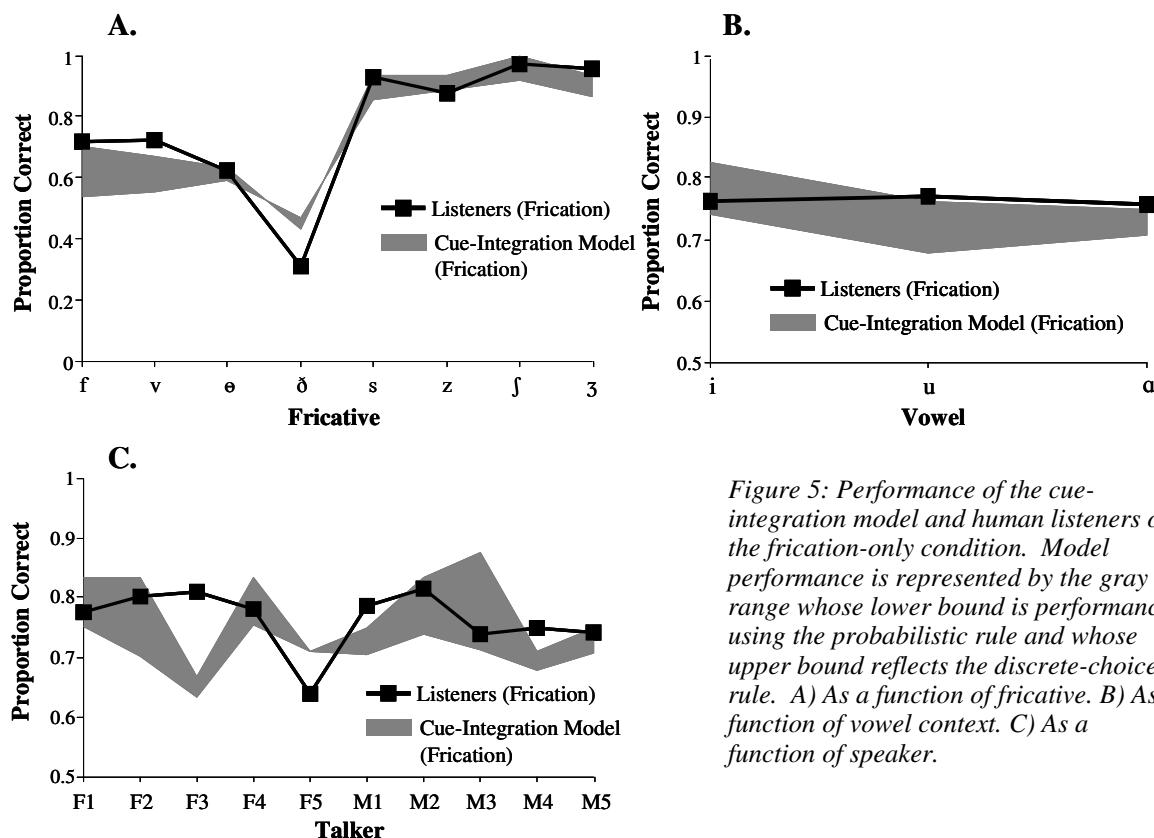 A.
1
0.8
0.6
0.4
0.2
0
Proportion Correct
Listeners (Frication)
Cue-Integration Model
(Frication)
f v ɵ ð s z ʃ ʒ
Fricative
B.
1
0.9
0.8
0.7
0.6
0.5
Proportion Correct
Listeners (Frication)
Cue-Integration Model (Frication)
i u ɑ
Vowel
C.
1
0.9
0.8
0.7
0.6
0.5
Proportion Correct
Listeners (Frication)
Cue-Integration Model
(Frication)
F1 F2 F3 F4 F5 M1 M2 M3 M4 M5
Talker
Figure 5: Performance of the cue-
integration model and human listeners o
the frication-only condition. Model
performance is represented by the gray
range whose lower bound is performanc
using the probabilistic rule and whose
upper bound reflects the discrete-choice
rule. A) As a function of fricative. B) As
function of vowel context. C) As a
function of speaker.